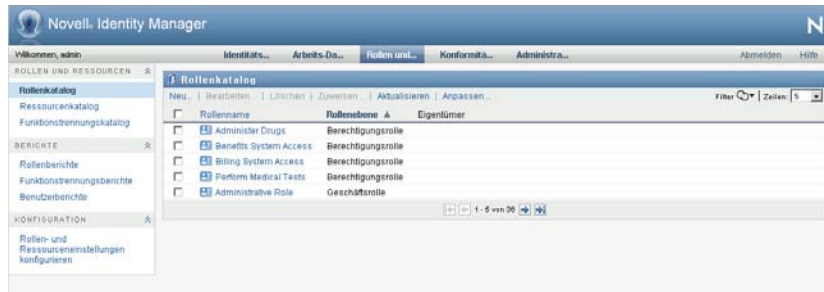 Novell® Identity Manager
N
Willkommen, admin
Identitäts... Arbeits-Da... Rollen und... Konformitä... Administra... Abmelden Hilfe
ROLLEN UND RESSOURCEN
Rollenkatalog
Ressourcenkatalog
Funktionstrennungskatalog
BERICHTE
Rollenberichte
Funktionstrennungsberichte
Benutzerberichte
KONFIGURATION
Rollen- und
Ressourceneinstellungen
konfigurieren
Rollenkatalog
Neu... | Bearbeiten... | Löschen | Zuweisen... | Aktualisieren | Anpassen... Filter | Zeilen: 5
Rollenname Rollenebene Eigentümer
Administer Drugs Berechtigungsrolle
Benefits System Access Berechtigungsrolle
Billing System Access Berechtigungsrolle
Perform Medical Tests Berechtigungsrolle
Administrative Role Geschäftsrolle
1 - 5 von 36